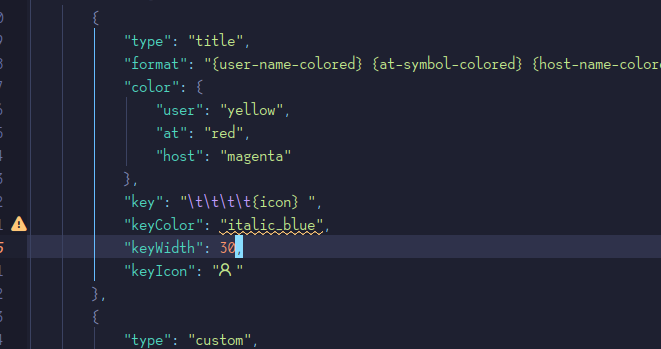 {
"type": "title",
"format": "{user-name-colored} {at-symbol-colored} {host-name-colore
"color": {
"user": "yellow",
"at": "red",
"host": "magenta"
},
"key": "\t\t\t\t{icon} ",
"keyColor": "italic_blue",
"keyWidth": 30,
"keyIcon": ""
},
{
"type": "custom",